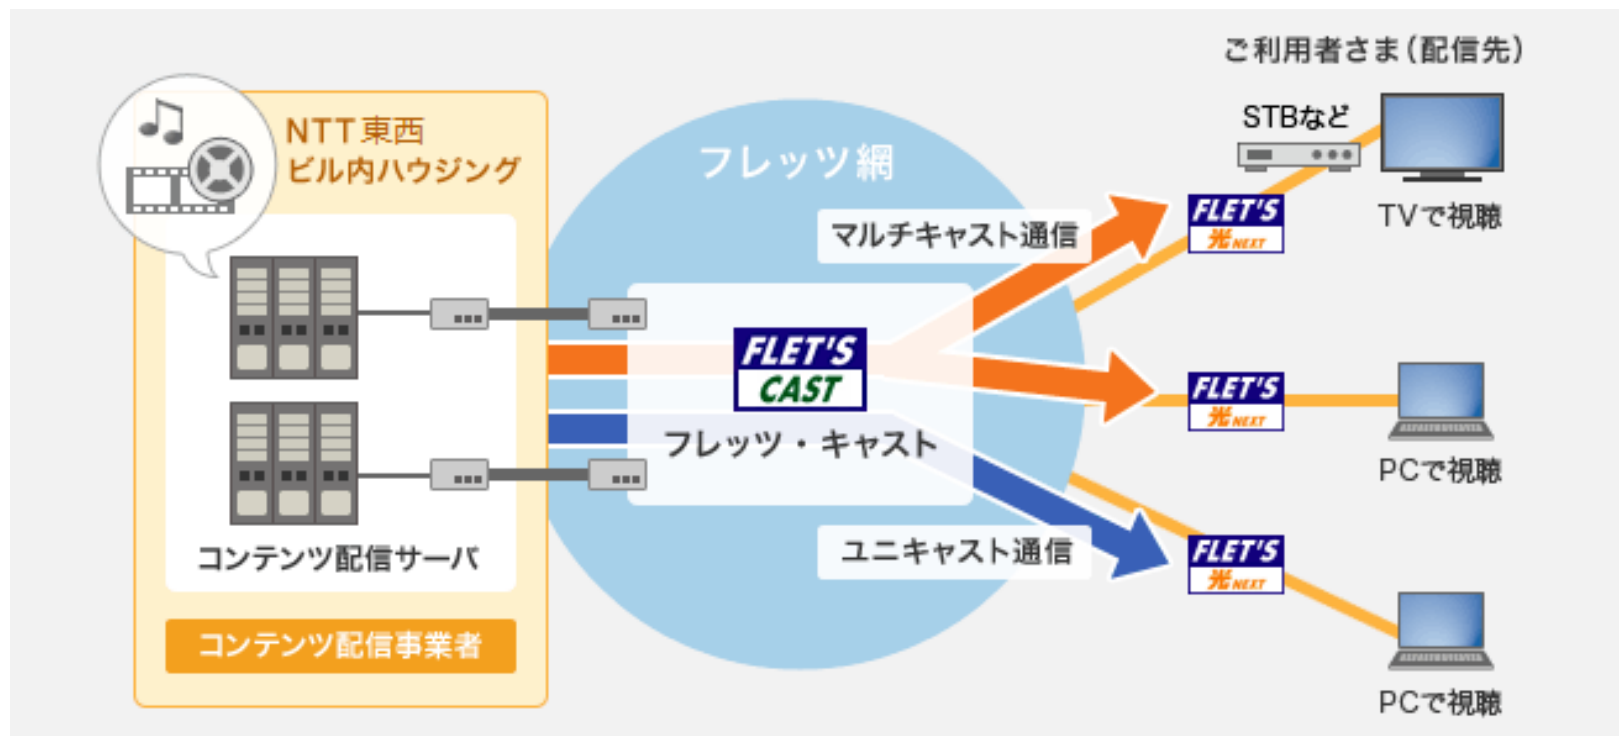 ご利用者さま(配信先)
NTT東西
ビル内ハウジング
フレッツ網
STBなど
マルチキャスト通信
FLET'S
光NEXT
TVで視聴
FLET'S
CAST
フレッツ・キャスト
FLET'S
光NEXT
PCで視聴
コンテンツ配信サーバ
ユニキャスト通信
FLET'S
光NEXT
コンテンツ配信事業者
PCで視聴